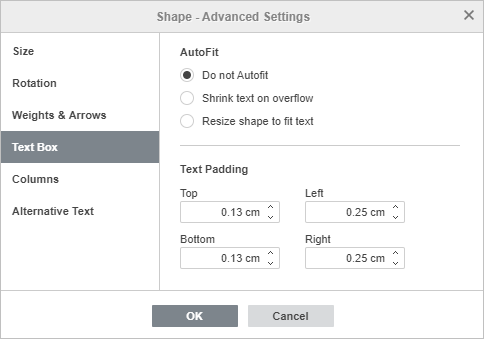 Shape - Advanced Settings
Size
Rotation
Weights & Arrows
Text Box
Columns
Alternative Text
AutoFit
Do not Autofit
Shrink text on overflow
Resize shape to fit text
Text Padding
Top Left
0.13 cm 0.25 cm
Bottom Right
0.13 cm 0.25 cm
OK Cancel